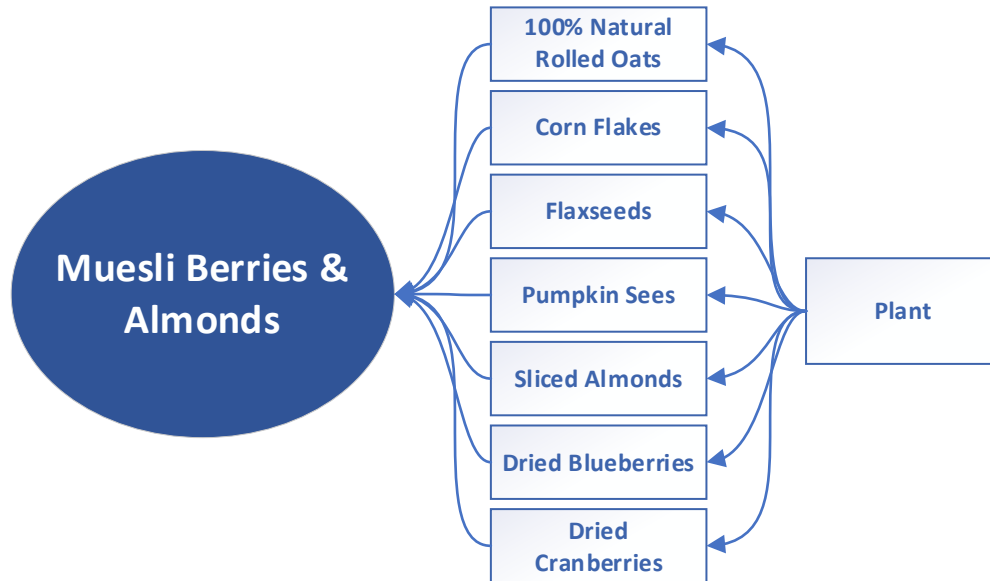 100% Natural
Rolled Oats
Corn Flakes
Flaxseeds
Muesli Berries &
Almonds
Pumpkin Sees
Plant
Sliced Almonds
Dried Blueberries
Dried
Cranberries